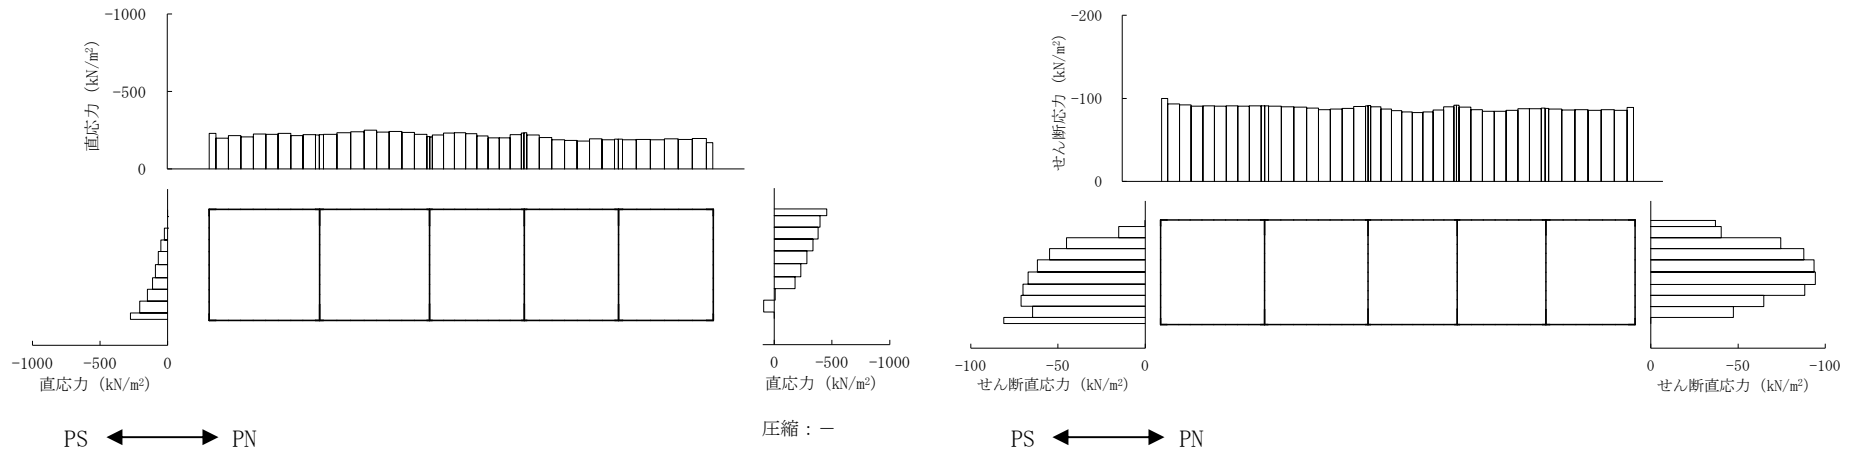 -1000
-500
0
直応力 (kN/m²)
-1000 -500 0
直応力 (kN/m²)
0 -500 -1000
直応力 (kN/m²)
圧縮：－
PS PN
-200
-100
0
せん断応力 (kN/m²)
-100 -50 0
せん断直応力 (kN/m²)
0 -50 -100
せん断直応力 (kN/m²)
PS PN